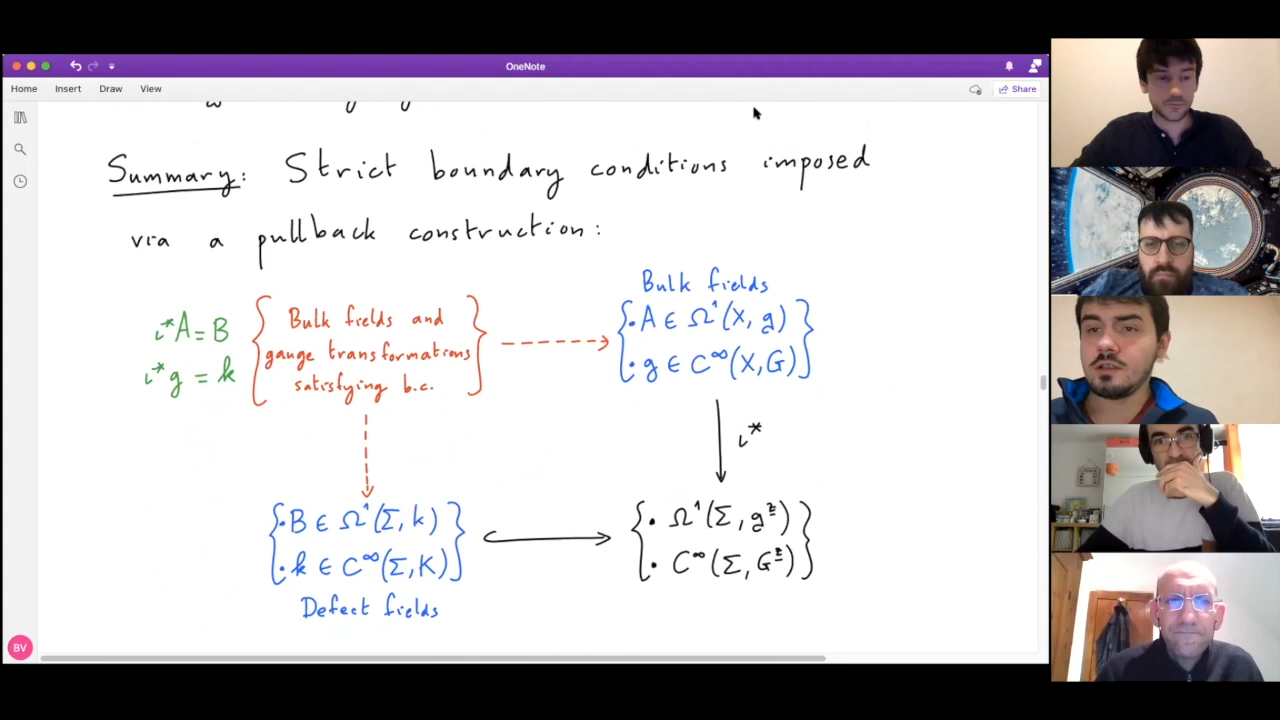 OneNote
Home Insert Draw View
Share
Summary: Strict boundary conditions imposed
via a pullback construction:
Bulk fields
ι*A = B
ι*g = k
Bulk fields and
gauge transformations
satisfying b.c.
· A ∈ Ω¹(X, g)
· g ∈ C∞(X, G)
ι*
· B ∈ Ω¹(Σ, k)
· k ∈ C∞(Σ, K)
Defect fields
· Ω¹(Σ, g^z)
· C∞(Σ, G^z)
BV